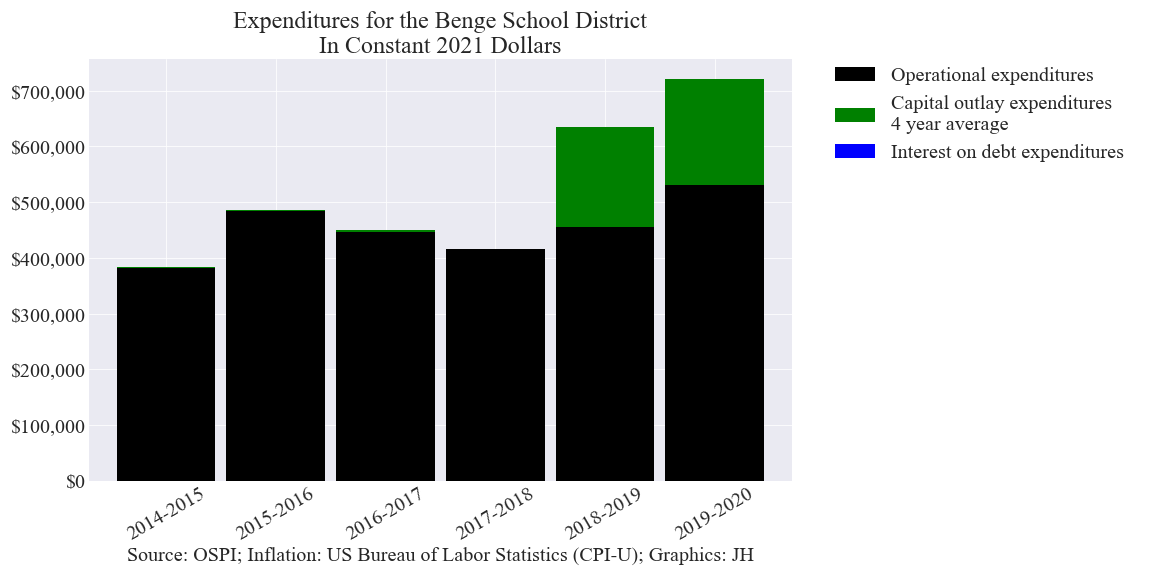 Expenditures for the Benge School District
In Constant 2021 Dollars
$700,000
$600,000
$500,000
$400,000
$300,000
$200,000
$100,000
$0
2014-2015
2015-2016
2016-2017
2017-2018
2018-2019
2019-2020
Source: OSPI; Inflation: US Bureau of Labor Statistics (CPI-U); Graphics: JH
Operational expenditures
Capital outlay expenditures
4 year average
Interest on debt expenditures